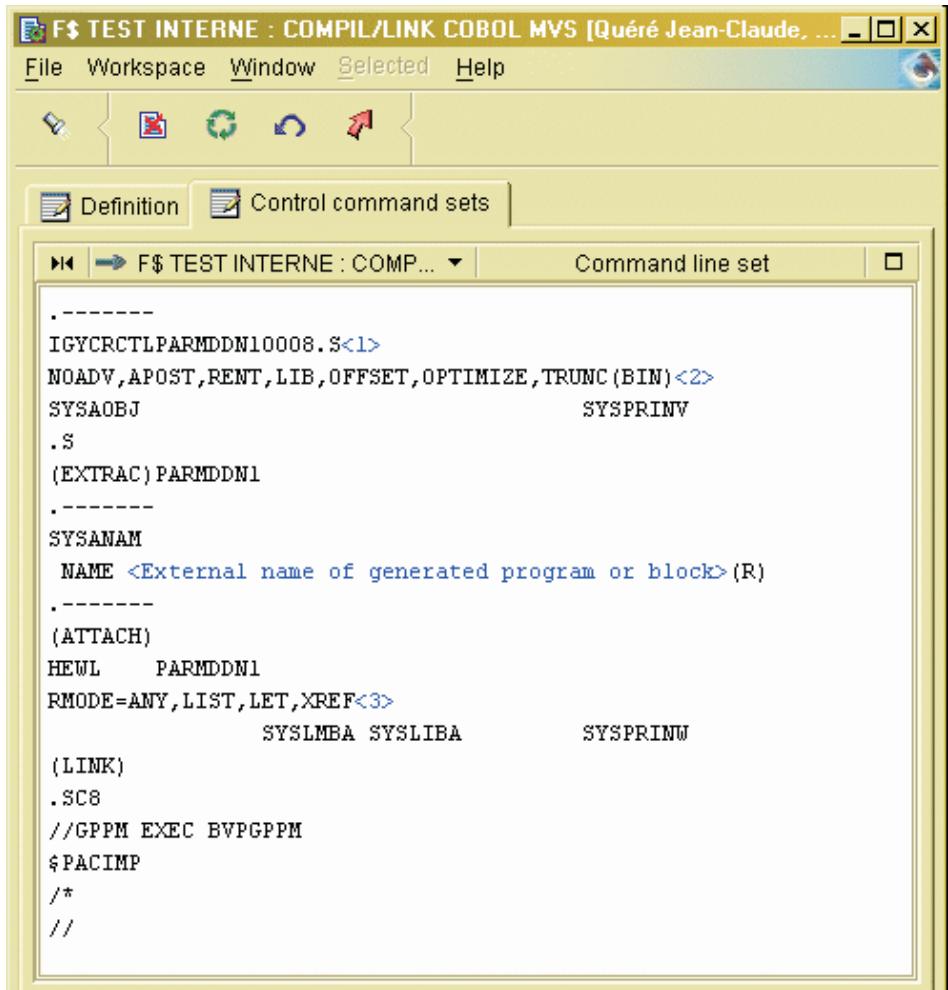 F$ TEST INTERNE : COMPIL/LINK COBOL MVS [Quéré Jean-Claude, ...
File Workspace Window Selected Help
Definition Control command sets
F$ TEST INTERNE : COMP... Command line set
.-------
IGYCRCTLPARMDDN10008.S<1>
NOADV,APOST,RENT,LIB,OFFSET,OPTIMIZE,TRUNC(BIN)<2>
SYSAOBJ SYSPRINV
.S
(EXTRAC)PARMDDN1
.-------
SYSANAM
NAME <External name of generated program or block>(R)
.-------
(ATTACH)
HEWL PARMDDN1
RMODE=ANY,LIST,LET,XREF<3>
SYSLMBA SYSLIBA SYSPRINW
(LINK)
.SC8
//GPPM EXEC BVPGPPM
$PACIMP
/*
//